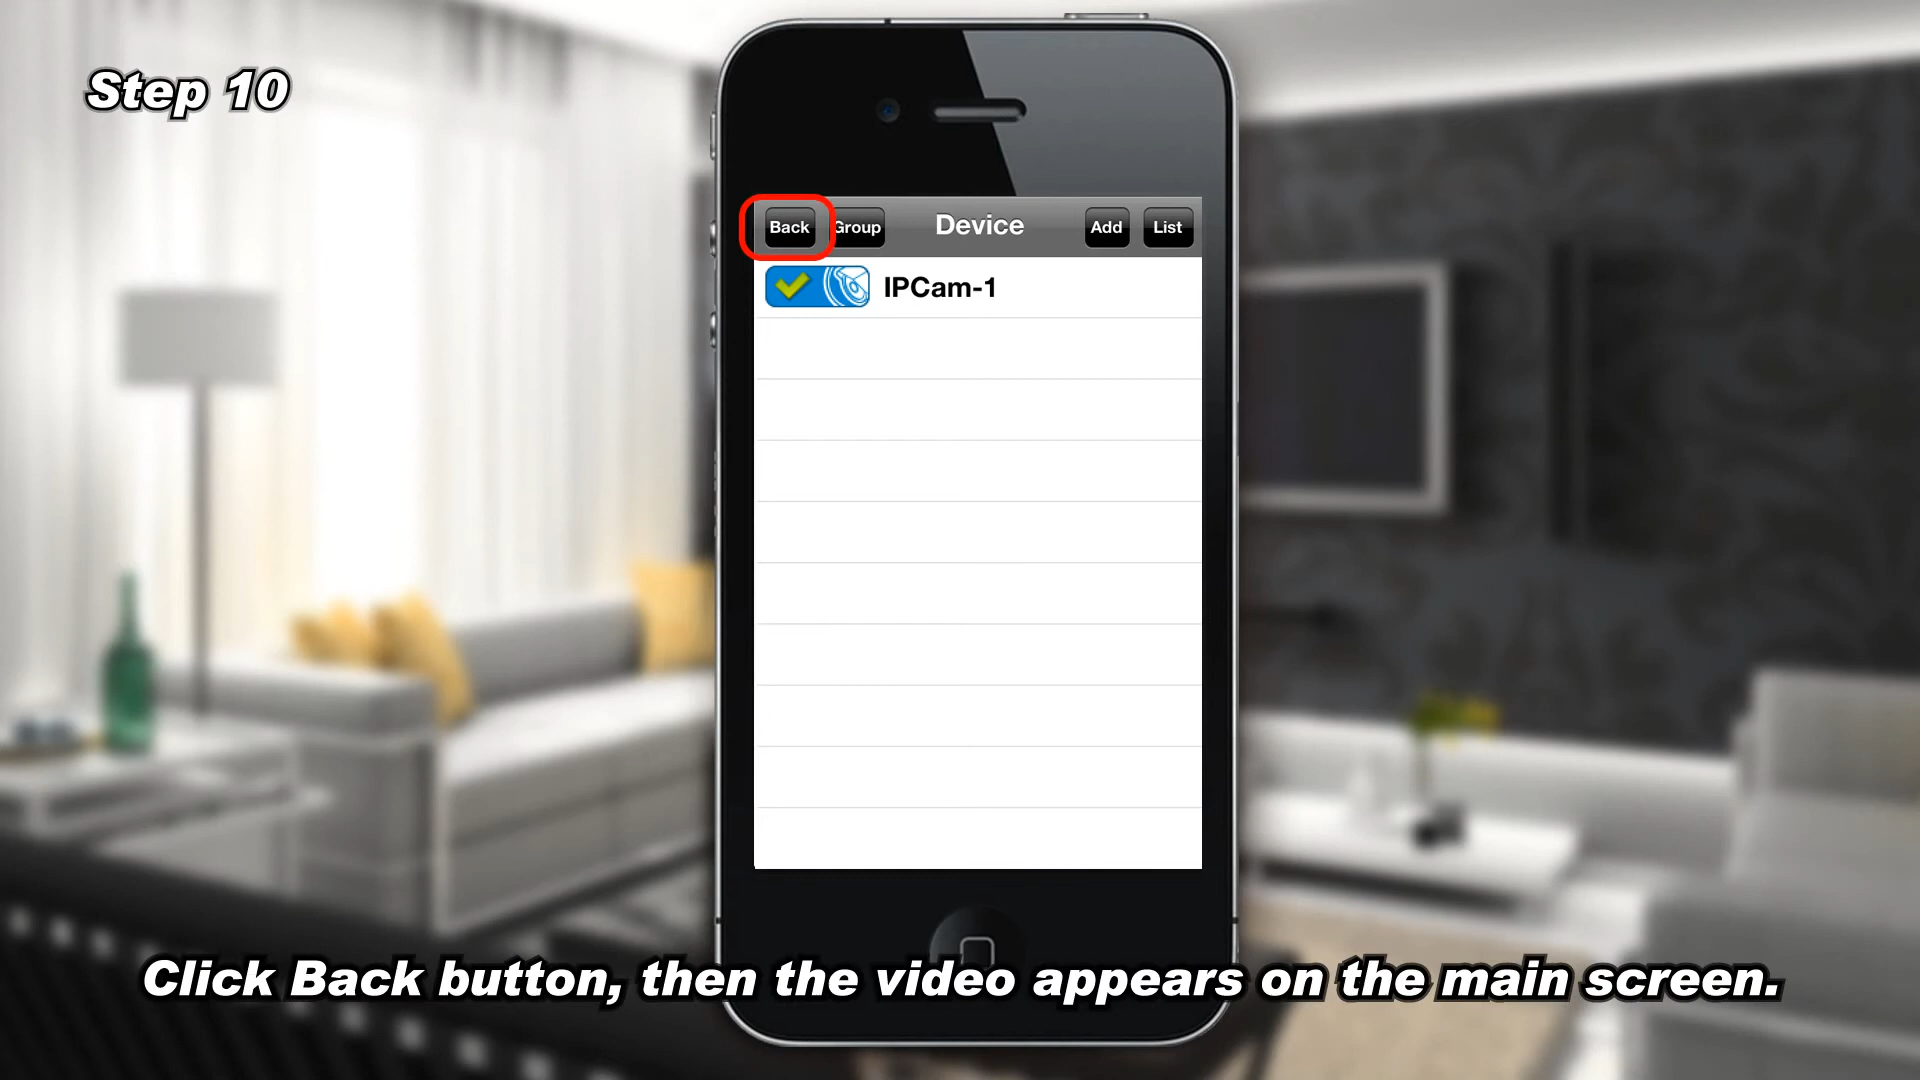 Step 10
Back Group Device Add List
IPCam-1
Click Back button, then the video appears on the main screen.